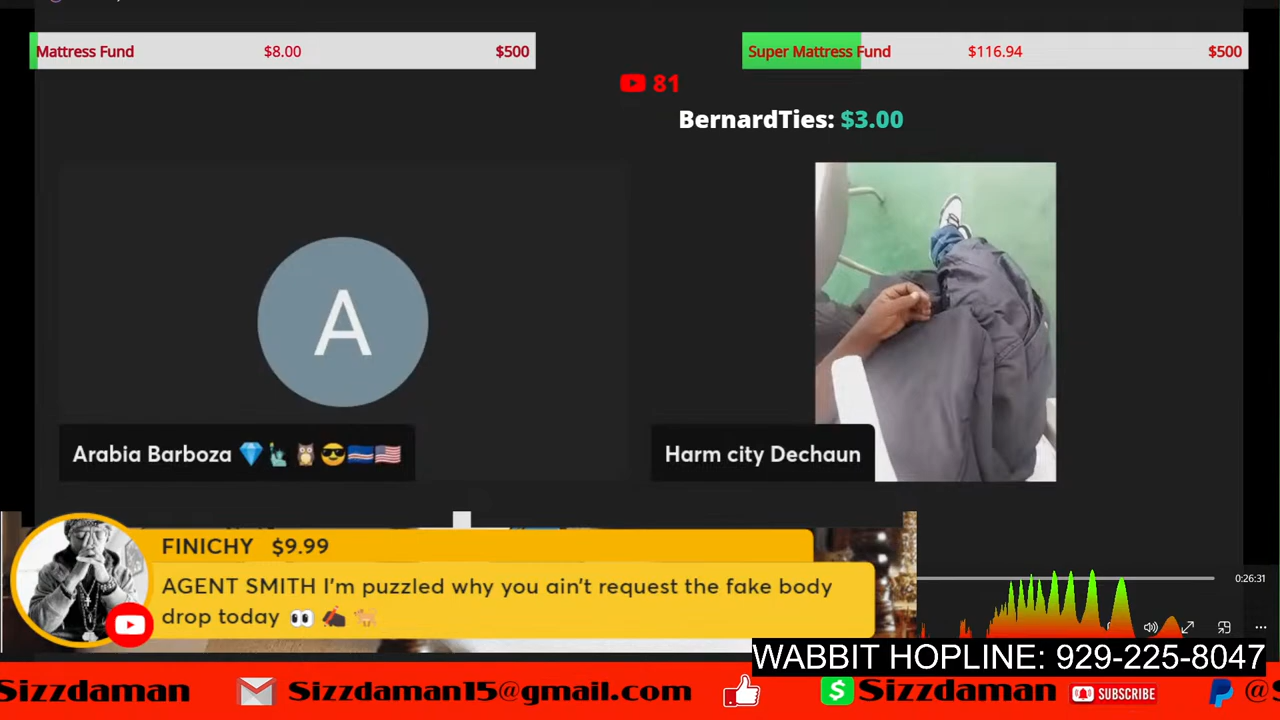 Mattress Fund $8.00 $500
Super Mattress Fund $116.94 $500
81
BernardTies: $3.00
A
Arabia Barboza 💎🗽🦉😎🇨🇻🇺🇸
Harm city Dechaun
FINICHY $9.99
AGENT SMITH I'm puzzled why you ain't request the fake body
drop today 👀
0:26:31
WABBIT HOPLINE: 929-225-8047
Sizzdaman Sizzdaman15@gmail.com $ Sizzdaman SUBSCRIBE @S